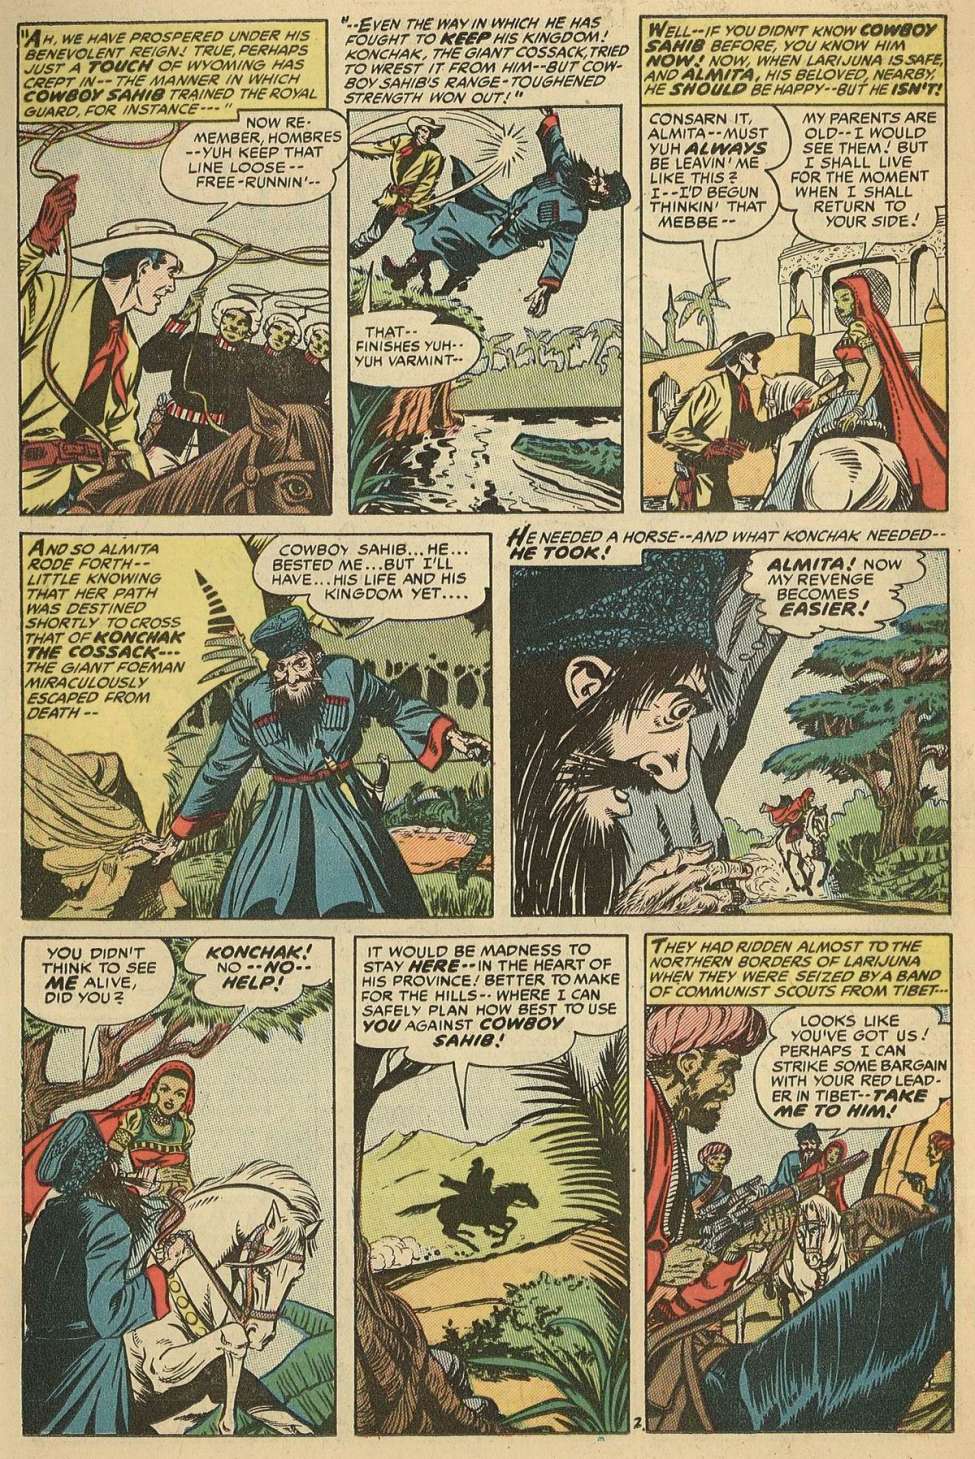 "AH, WE HAVE PROSPERED UNDER HIS
BENEVOLENT REIGN! TRUE, PERHAPS
JUST A TOUCH OF WYOMING HAS
CREPT IN--THE MANNER IN WHICH
COWBOY SAHIB TRAINED THE ROYAL
GUARD, FOR INSTANCE---"
NOW RE-
MEMBER, HOMBRES
--YUH KEEP THAT
LINE LOOSE--
FREE-RUNNIN'--
"--EVEN THE WAY IN WHICH HE HAS
FOUGHT TO KEEP HIS KINGDOM!
KONCHAK, THE GIANT COSSACK, TRIED
TO WREST IT FROM HIM--BUT COW-
BOY SAHIB'S RANGE-TOUGHENED
STRENGTH WON OUT!"
THAT--
FINISHES YUH--
YUH VARMINT--
WELL--IF YOU DIDN'T KNOW COWBOY
SAHIB BEFORE, YOU KNOW HIM
NOW! NOW, WHEN LARIJUNA IS SAFE,
AND ALMITA, HIS BELOVED, NEARBY,
HE SHOULD BE HAPPY--BUT HE ISN'T!
CONSARN IT,
ALMITA--MUST
YUH ALWAYS
BE LEAVIN' ME
LIKE THIS?
I--I'D BEGUN
THINKIN' THAT
MEBBE--
MY PARENTS ARE
OLD--I WOULD
SEE THEM! BUT
I SHALL LIVE
FOR THE MOMENT
WHEN I SHALL
RETURN TO
YOUR SIDE!
AND SO ALMITA
RODE FORTH--
LITTLE KNOWING
THAT HER PATH
WAS DESTINED
SHORTLY TO CROSS
THAT OF KONCHAK
THE COSSACK---
THE GIANT FOEMAN
MIRACULOUSLY
ESCAPED FROM
DEATH--
COWBOY SAHIB...HE...
BESTED ME...BUT I'LL
HAVE...HIS LIFE AND HIS
KINGDOM YET....
HE NEEDED A HORSE--AND WHAT KONCHAK NEEDED--
HE TOOK!
ALMITA! NOW
MY REVENGE
BECOMES
EASIER!
YOU DIDN'T
THINK TO SEE
ME ALIVE,
DID YOU?
KONCHAK!
NO--NO--
HELP!
IT WOULD BE MADNESS TO
STAY HERE--IN THE HEART OF
HIS PROVINCE! BETTER TO MAKE
FOR THE HILLS--WHERE I CAN
SAFELY PLAN HOW BEST TO USE
YOU AGAINST COWBOY
SAHIB!
THEY HAD RIDDEN ALMOST TO THE
NORTHERN BORDERS OF LARIJUNA
WHEN THEY WERE SEIZED BY A BAND
OF COMMUNIST SCOUTS FROM TIBET---
LOOKS LIKE
YOU'VE GOT US!
PERHAPS I CAN
STRIKE SOME BARGAIN
WITH YOUR RED LEAD-
ER IN TIBET--TAKE
ME TO HIM!
2.